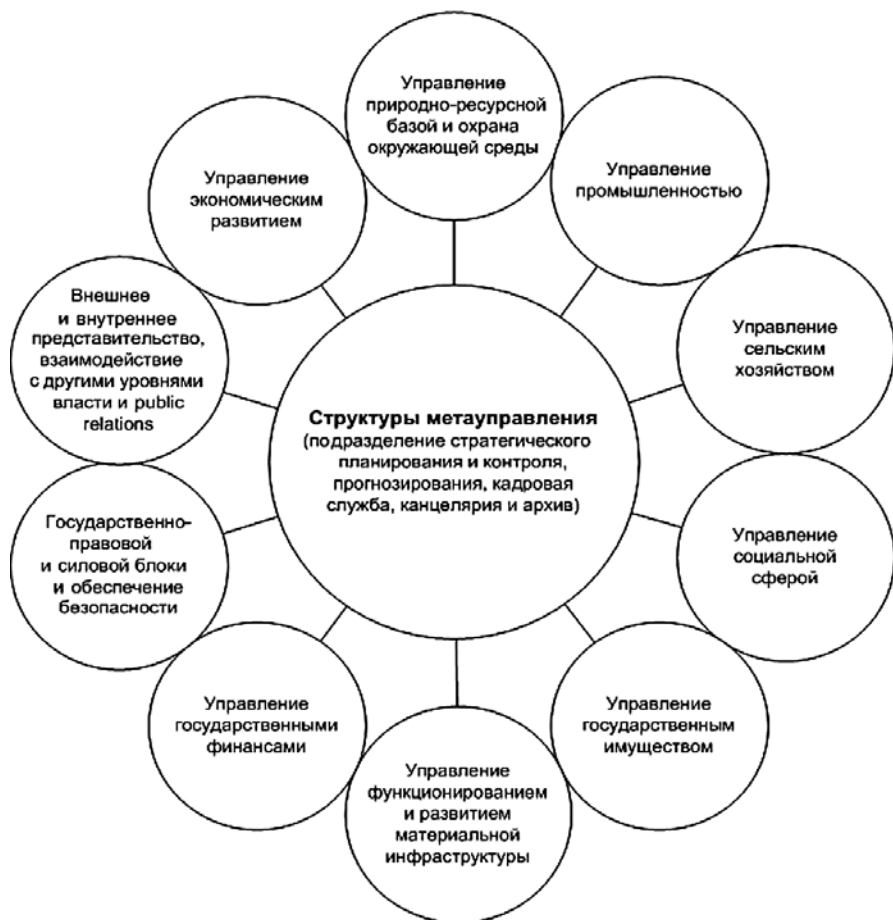 Управление
природно-ресурсной
базой и охрана
окружающей среды
Управление
промышленностью
Управление
сельским
хозяйством
Управление
социальной
сферой
Управление
государственным
имуществом
Управление
функционированием
и развитием
материальной
инфраструктуры
Управление
государственными
финансами
Государственно-
правовой
и силовой блоки
и обеспечение
безопасности
Внешнее
и внутреннее
представительство,
взаимодействие
с другими уровнями
власти и public
relations
Управление
экономическим
развитием
Структуры метауправления
(подразделение стратегического
планирования и контроля,
прогнозирования, кадровая
служба, канцелярия и архив)